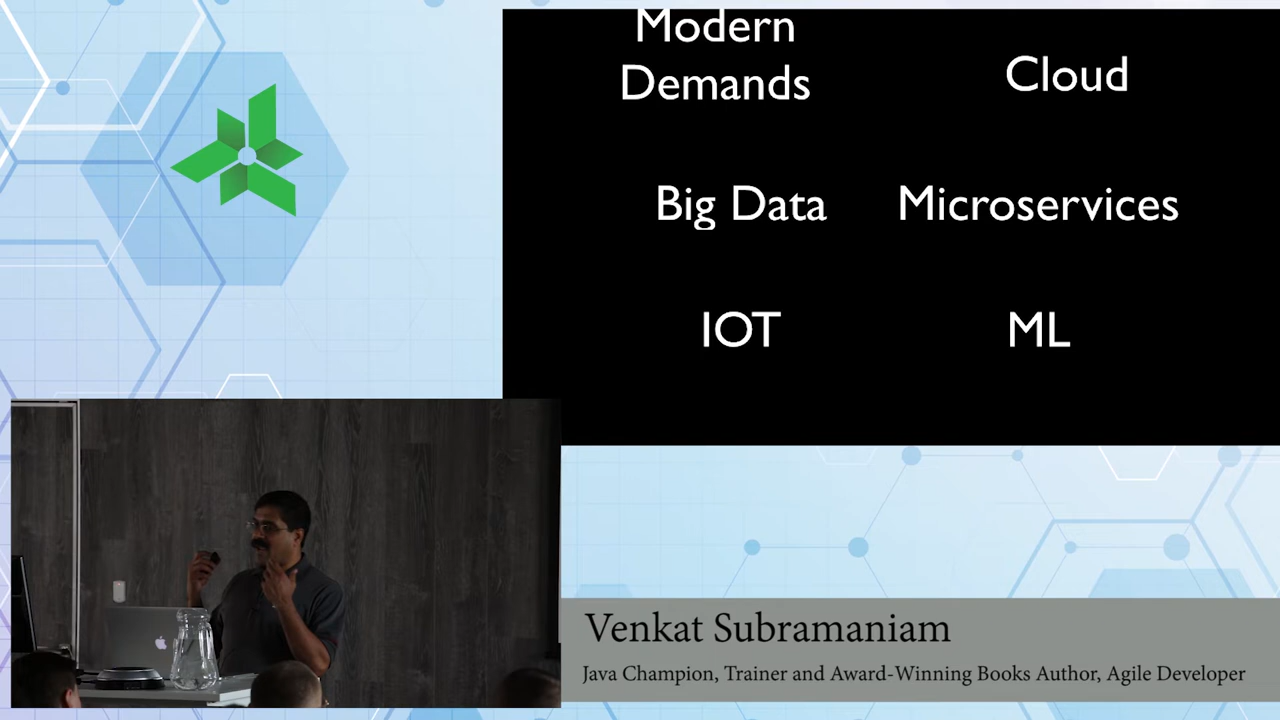 Modern
Demands
Cloud
Big Data
Microservices
IOT
ML
Venkat Subramaniam
Java Champion, Trainer and Award-Winning Books Author, Agile Developer